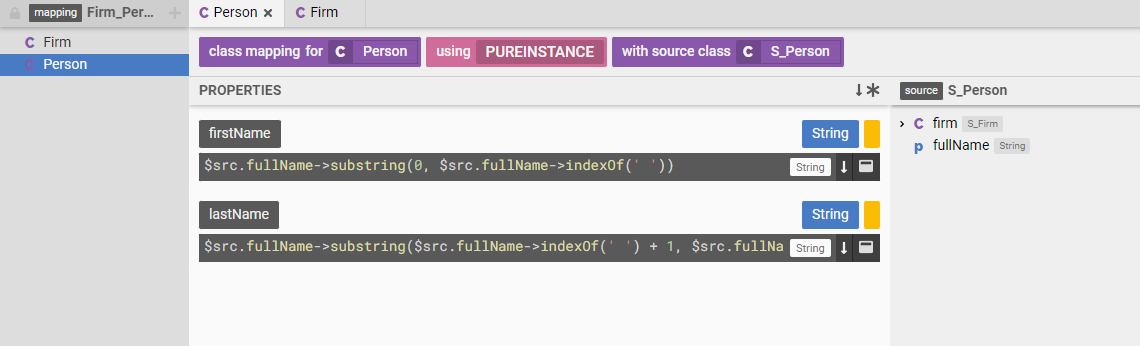 mapping Firm_Per...
C Firm
C Person
C Person
C Firm
class mapping for C Person
using PUREINSTANCE
with source class C S_Person
PROPERTIES
firstName String
$src.fullName->substring(0, $src.fullName->indexOf(' ')) String
lastName String
$src.fullName->substring($src.fullName->indexOf(' ') + 1, $src.fullNa String
source S_Person
C firm S_Firm
p fullName String